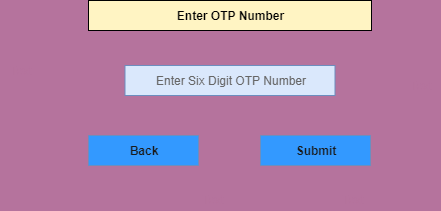 Enter OTP Number
Enter Six Digit OTP Number
Back
Submit